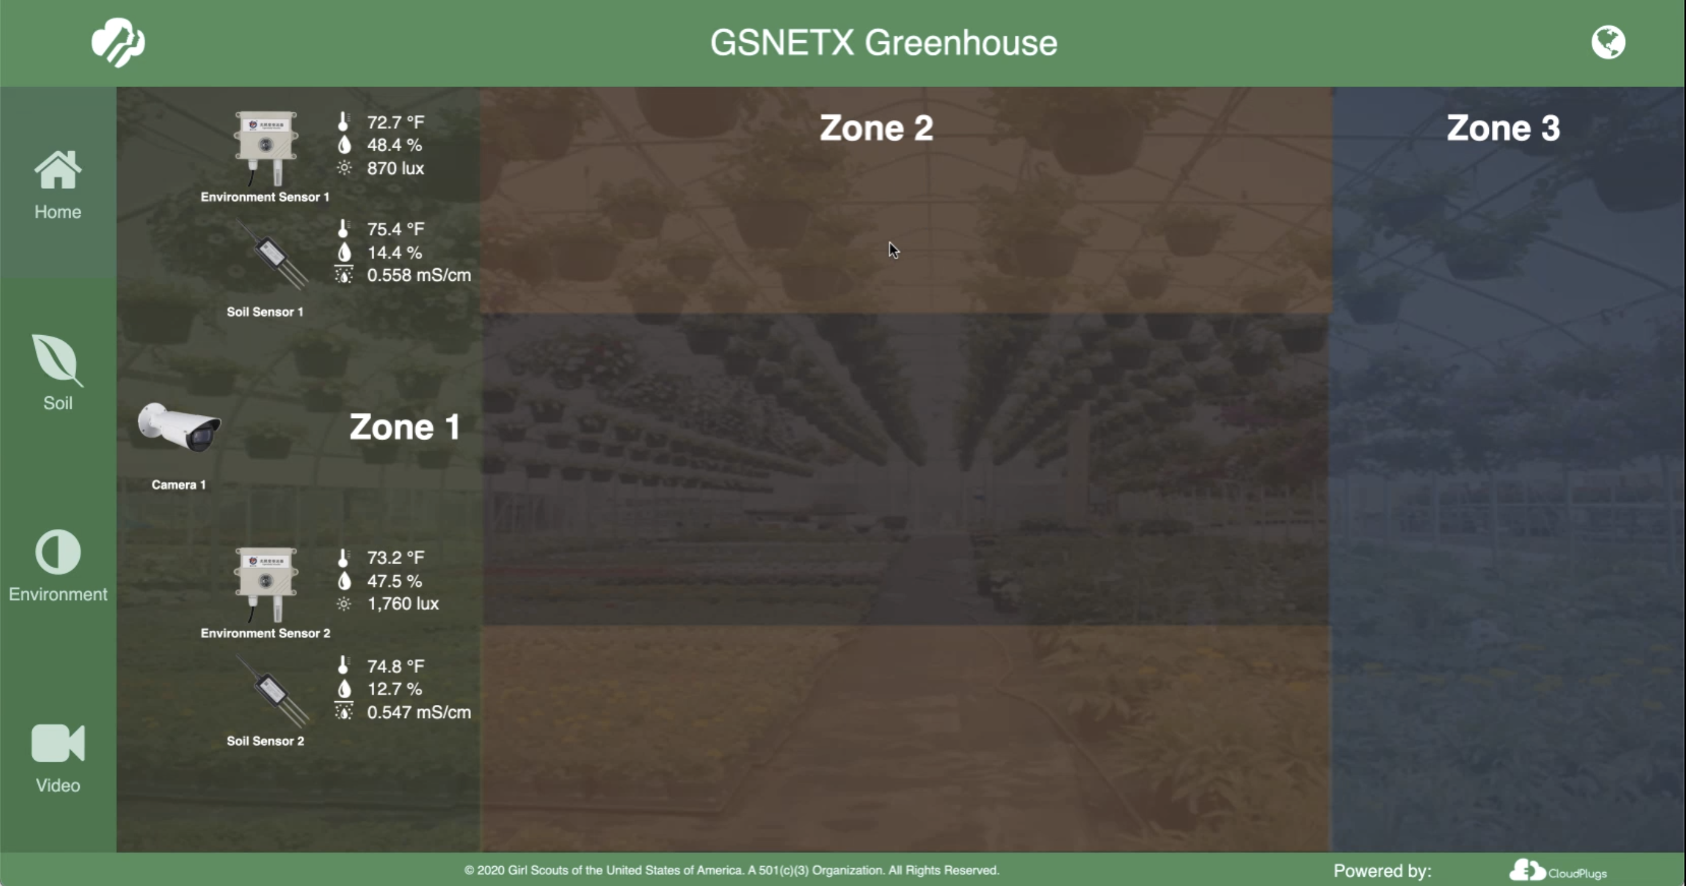 GSNETX Greenhouse
Home
Soil
Environment
Video
72.7 °F
48.4 %
870 lux
Environment Sensor 1
75.4 °F
14.4 %
0.558 mS/cm
Soil Sensor 1
Camera 1
Zone 1
73.2 °F
47.5 %
1,760 lux
Environment Sensor 2
74.8 °F
12.7 %
0.547 mS/cm
Soil Sensor 2
Zone 2
Zone 3
© 2020 Girl Scouts of the United States of America. A 501(c)(3) Organization. All Rights Reserved.
Powered by:
CloudPlugs